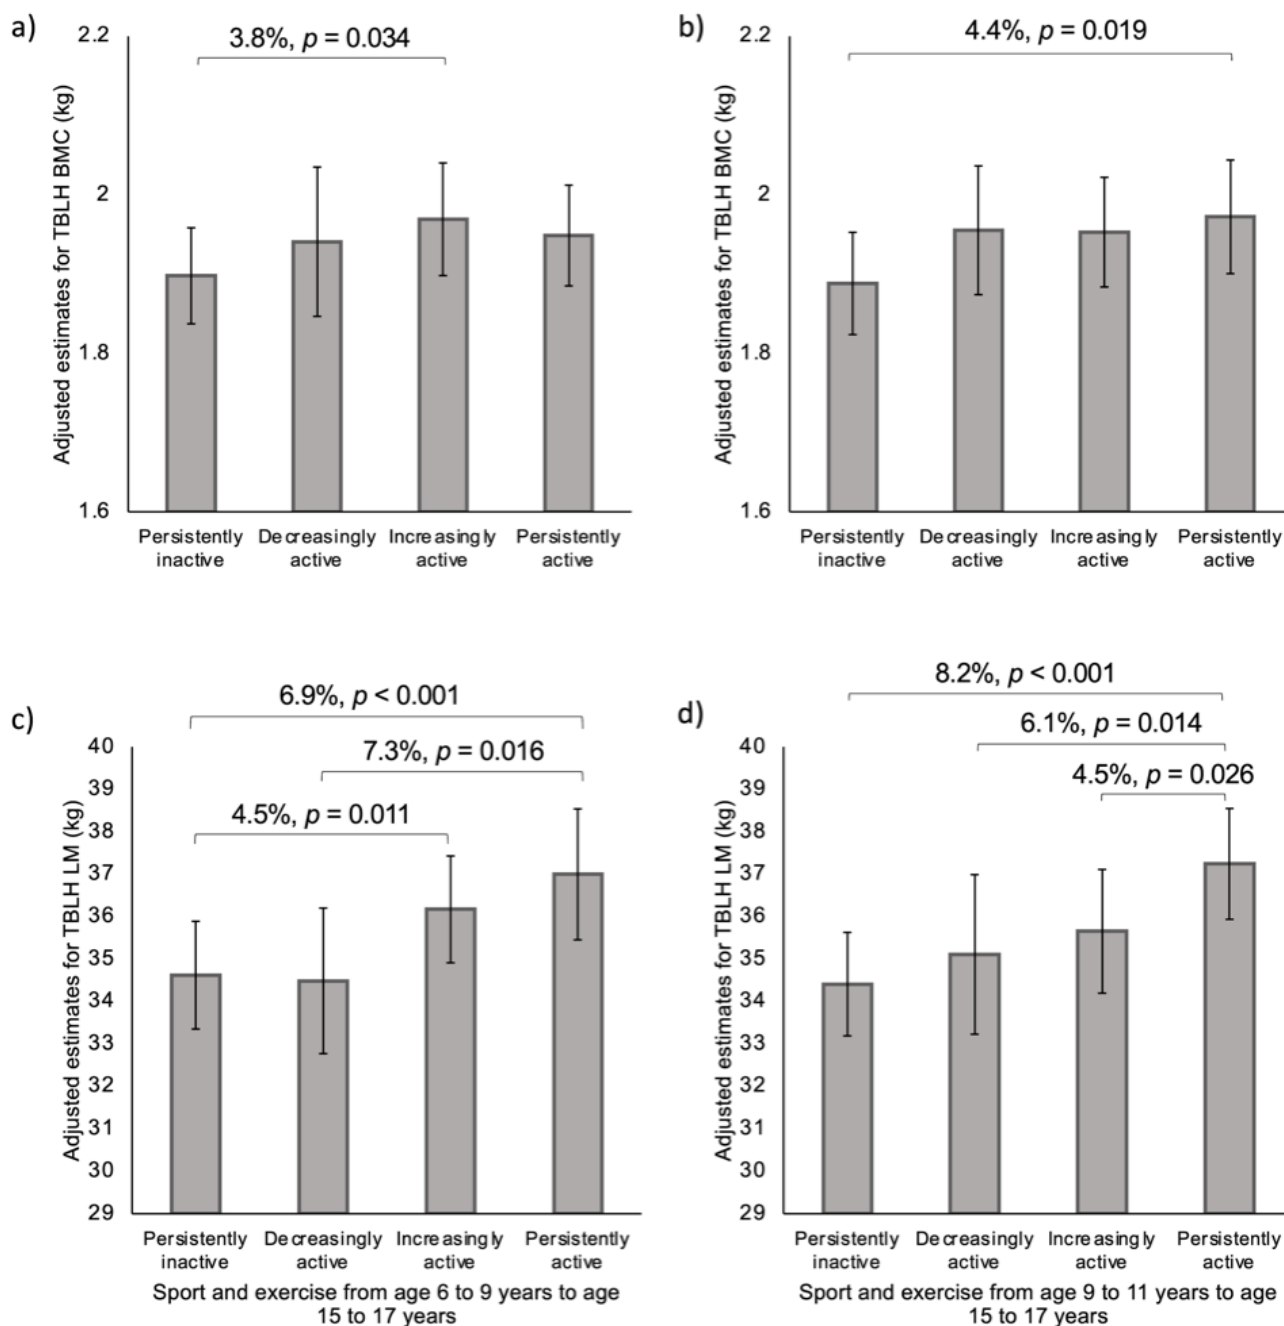 a)
3.8%, p = 0.034
Adjusted estimates for TBLH BMC (kg)
2.2
2
1.8
1.6
Persistently inactive
Decreasingly active
Increasingly active
Persistently active
b)
4.4%, p = 0.019
Adjusted estimates for TBLH BMC (kg)
2.2
2
1.8
1.6
Persistently inactive
Decreasingly active
Increasingly active
Persistently active
c)
6.9%, p < 0.001
7.3%, p = 0.016
4.5%, p = 0.011
Adjusted estimates for TBLH LM (kg)
40
39
38
37
36
35
34
33
32
31
30
29
Persistently inactive
Decreasingly active
Increasingly active
Persistently active
Sport and exercise from age 6 to 9 years to age
15 to 17 years
d)
8.2%, p < 0.001
6.1%, p = 0.014
4.5%, p = 0.026
Adjusted estimates for TBLH LM (kg)
40
39
38
37
36
35
34
33
32
31
30
29
Persistently inactive
Decreasingly active
Increasingly active
Persistently active
Sport and exercise from age 9 to 11 years to age
15 to 17 years